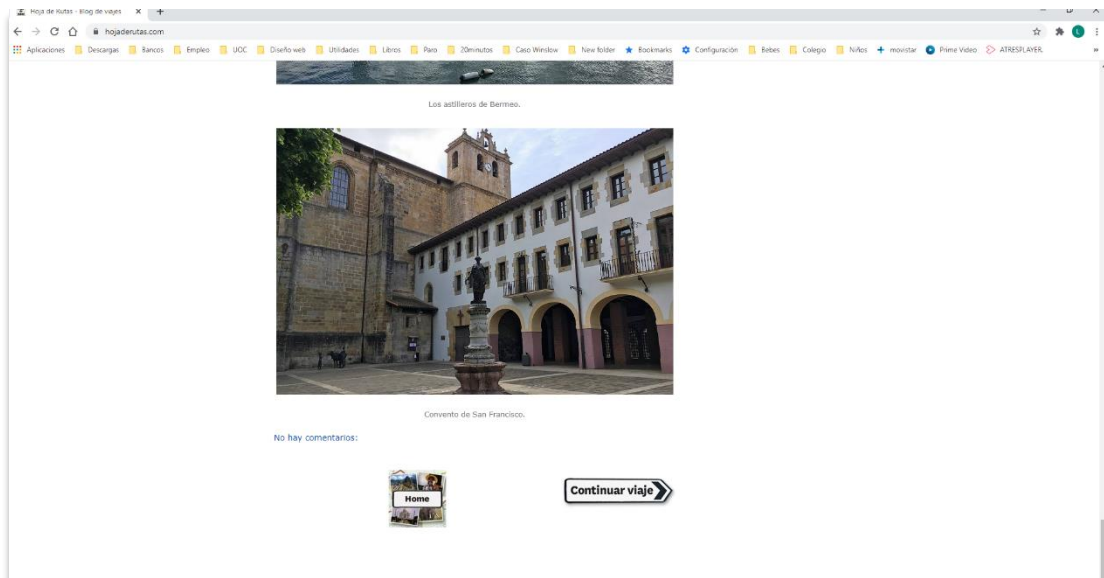 Hoja de Rutas - Blog de viajes
hojaderutas.com
Aplicaciones Descargas Bancos Empleo UOC Diseño web Utilidades Libros Paro 20minutos Caso Winslow New folder Bookmarks Configuración Bebes Colegio Niños movistar Prime Video ATRESPLAYER.
Los astilleros de Bermeo.
Convento de San Francisco.
No hay comentarios:
Home
Continuar viaje